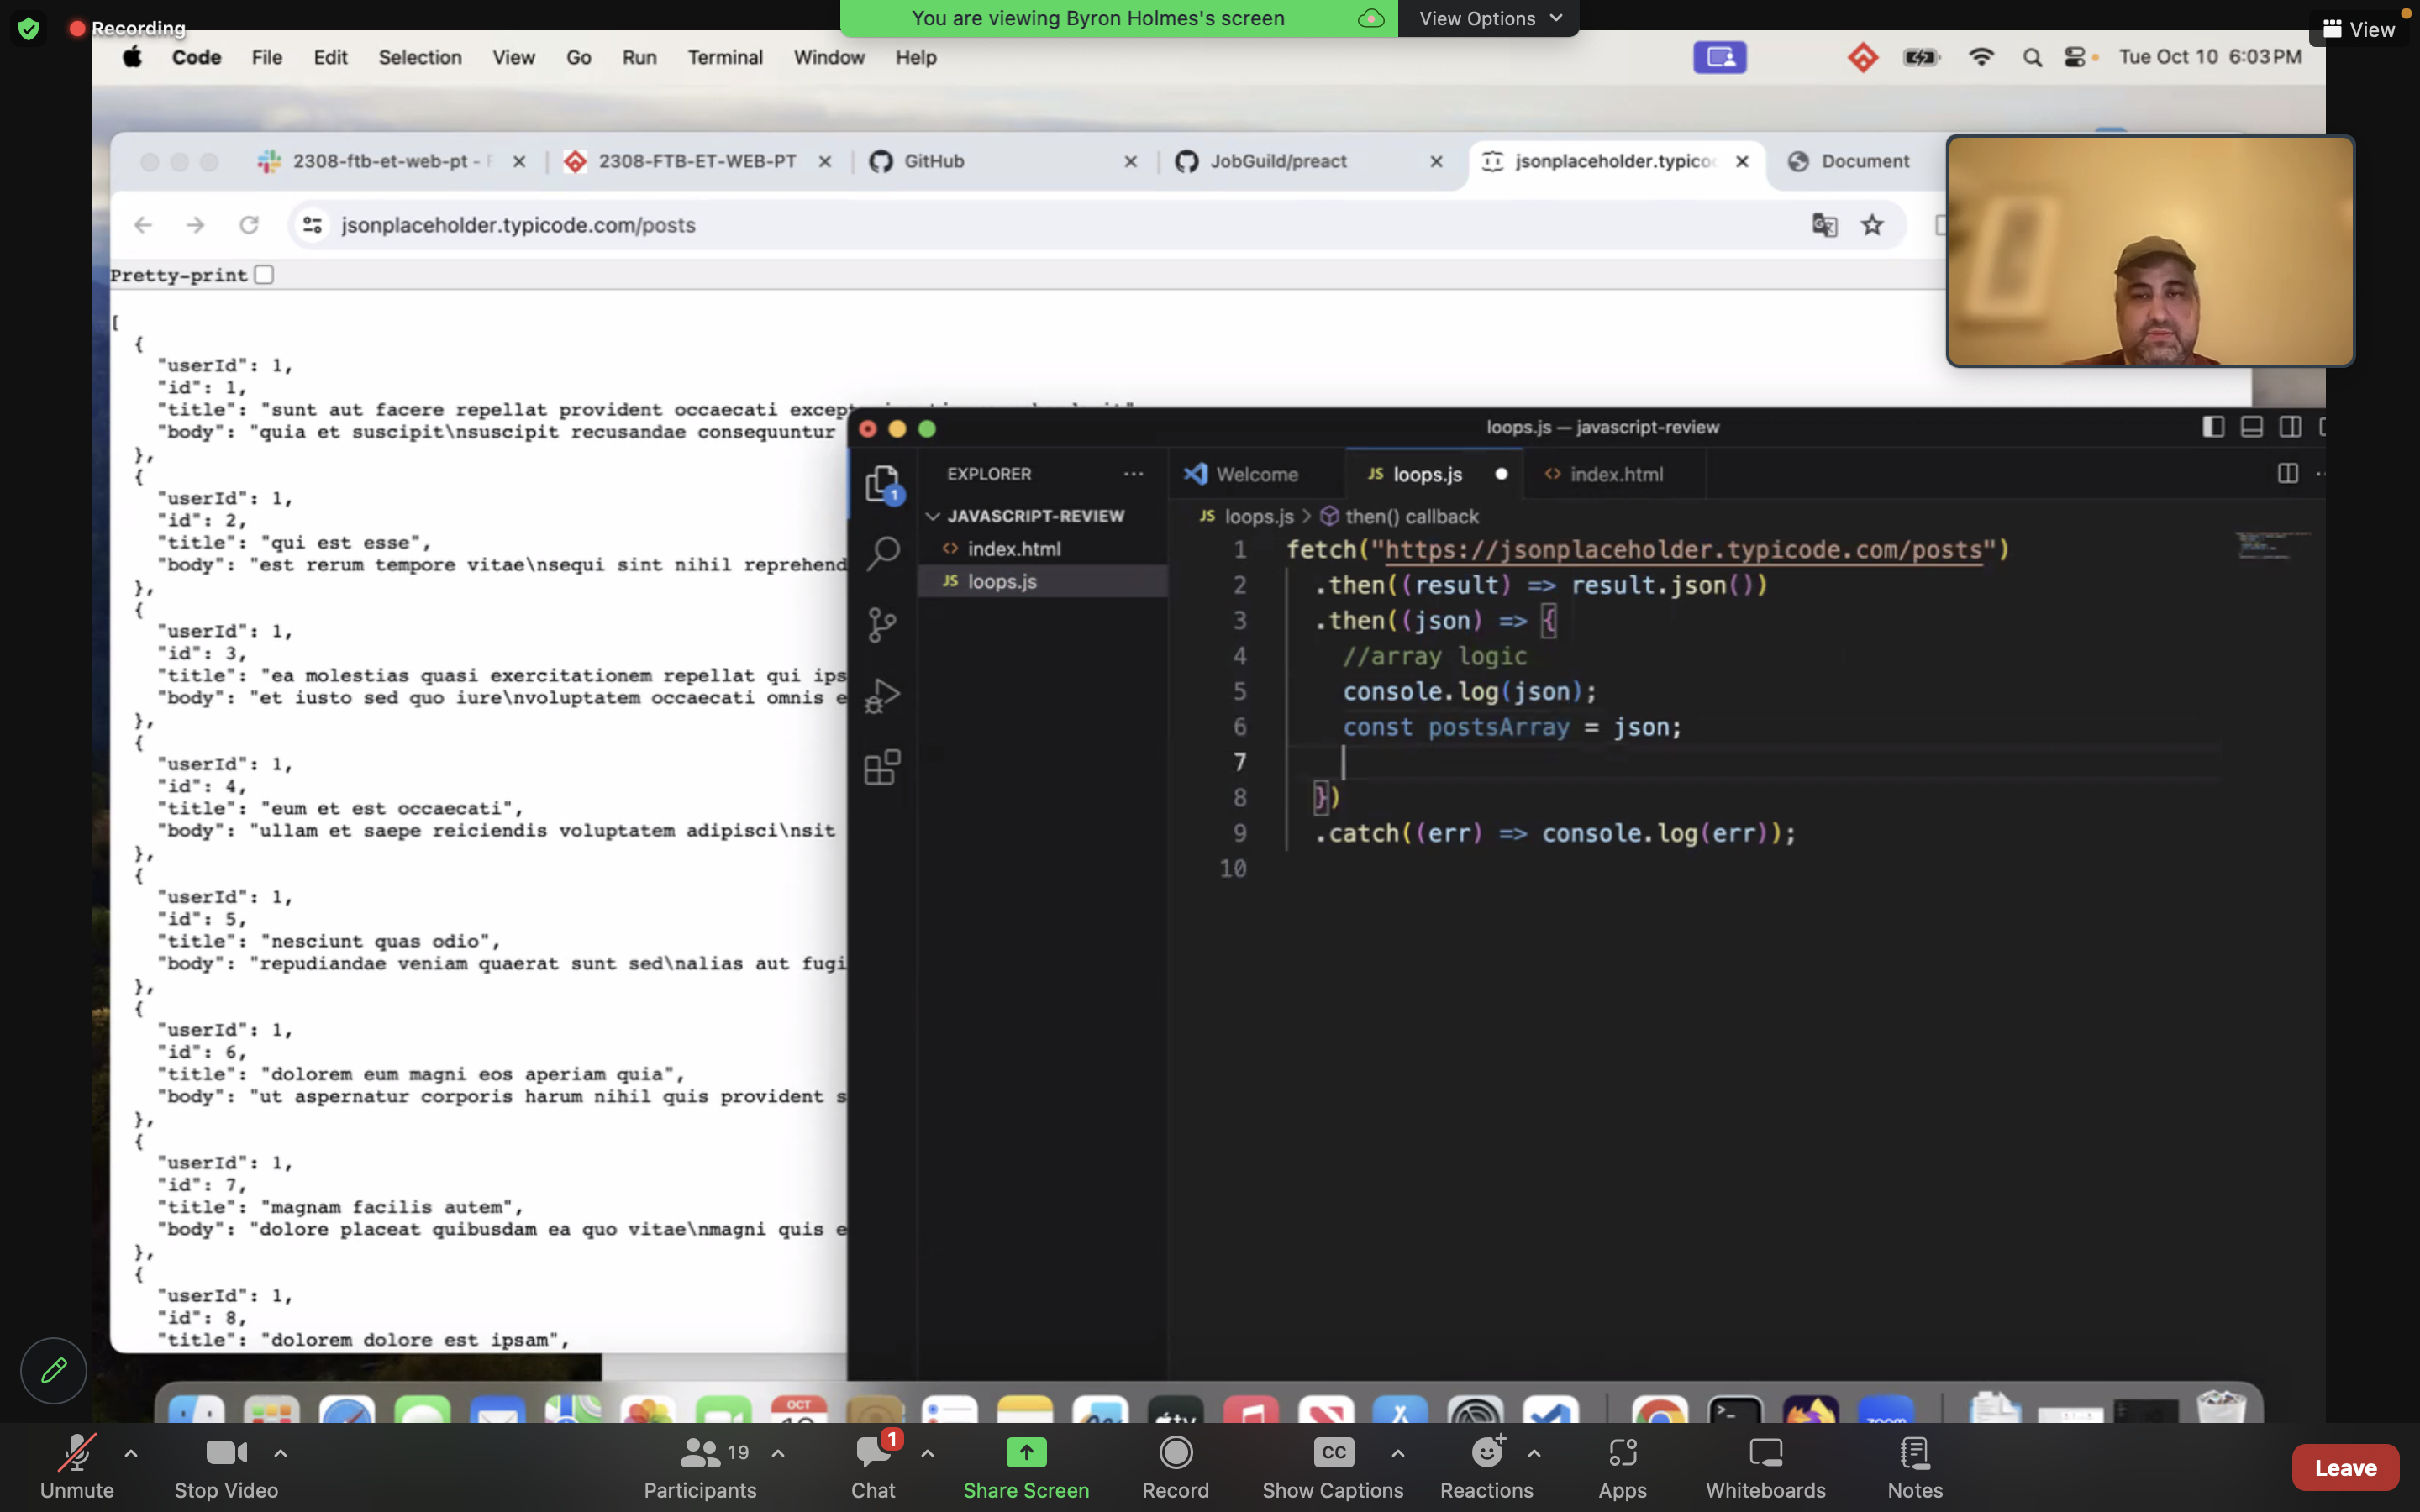 Recording
You are viewing Byron Holmes's screen
View Options
View
Code File Edit Selection View Go Run Terminal Window Help
Tue Oct 10 6:03 PM
2308-ftb-et-web-pt -
2308-FTB-ET-WEB-PT
GitHub
JobGuild/preact
jsonplaceholder.typico
Document
jsonplaceholder.typicode.com/posts
Pretty-print
[
{
"userId": 1,
"id": 1,
"title": "sunt aut facere repellat provident occaecati except
"body": "quia et suscipit\nsuscipit recusandae consequuntur
},
{
"userId": 1,
"id": 2,
"title": "qui est esse",
"body": "est rerum tempore vitae\nsequi sint nihil reprehend
},
{
"userId": 1,
"id": 3,
"title": "ea molestias quasi exercitationem repellat qui ips
"body": "et iusto sed quo iure\nvoluptatem occaecati omnis e
},
{
"userId": 1,
"id": 4,
"title": "eum et est occaecati",
"body": "ullam et saepe reiciendis voluptatem adipisci\nsit
},
{
"userId": 1,
"id": 5,
"title": "nesciunt quas odio",
"body": "repudiandae veniam quaerat sunt sed\nalias aut fugi
},
{
"userId": 1,
"id": 6,
"title": "dolorem eum magni eos aperiam quia",
"body": "ut aspernatur corporis harum nihil quis provident s
},
{
"userId": 1,
"id": 7,
"title": "magnam facilis autem",
"body": "dolore placeat quibusdam ea quo vitae\nmagni quis e
},
{
"userId": 1,
"id": 8,
"title": "dolorem dolore est ipsam",
loops.js — javascript-review
EXPLORER
Welcome
JS loops.js
index.html
JAVASCRIPT-REVIEW
index.html
JS loops.js
1
JS loops.js > then() callback
1 fetch("https://jsonplaceholder.typicode.com/posts")
2 .then((result) => result.json())
3 .then((json) => {
4 //array logic
5 console.log(json);
6 const postsArray = json;
7
8 })
9 .catch((err) => console.log(err));
10
OCT
Unmute
Stop Video
19
Participants
1
Chat
Share Screen
Record
CC
Show Captions
Reactions
Apps
Whiteboards
Notes
Leave